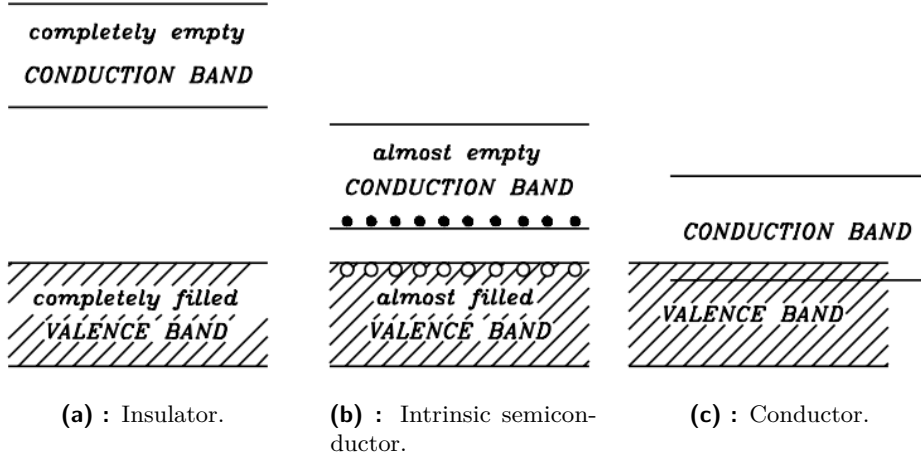 completely empty
CONDUCTION BAND
completely filled
VALENCE BAND
(a) : Insulator.
almost empty
CONDUCTION BAND
almost filled
VALENCE BAND
(b) : Intrinsic semicon-
ductor.
CONDUCTION BAND
VALENCE BAND
(c) : Conductor.